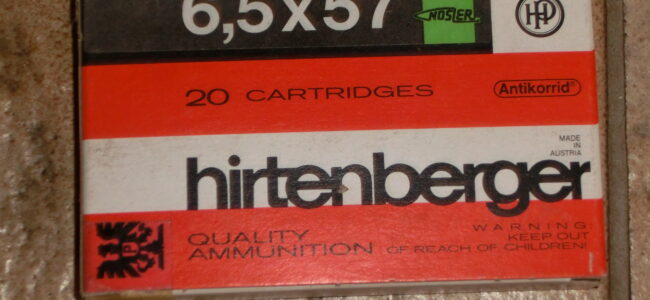 6,5x57
NOSLER
HP
20 CARTRIDGES
Antikorrid®
MADE
IN
AUSTRIA
hirtenberger
QUALITY
AMMUNITION
WARNING:
KEEP OUT
OF REACH OF CHILDREN!